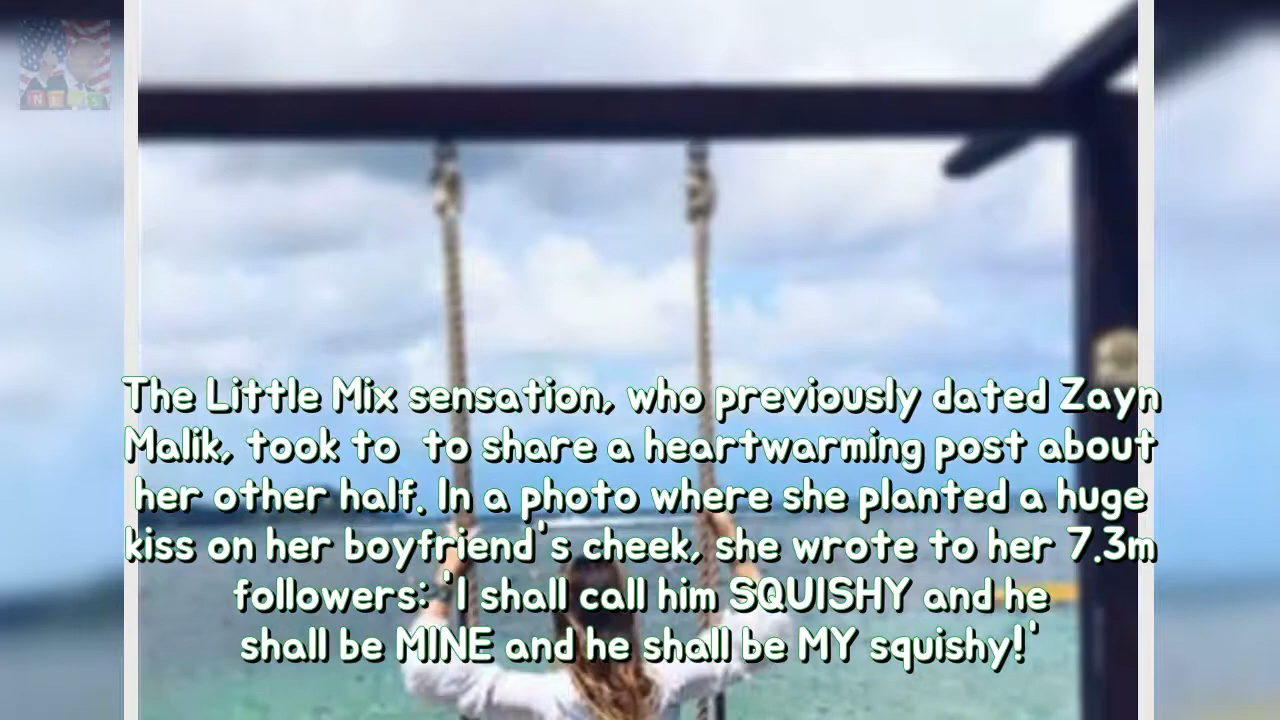 The Little Mix sensation, who previously dated Zayn
Malik, took to  to share a heartwarming post about
her other half. In a photo where she planted a huge
kiss on her boyfriend's cheek, she wrote to her 7.3m
followers: 'I shall call him SQUISHY and he
shall be MINE and he shall be MY squishy!'
NEWS